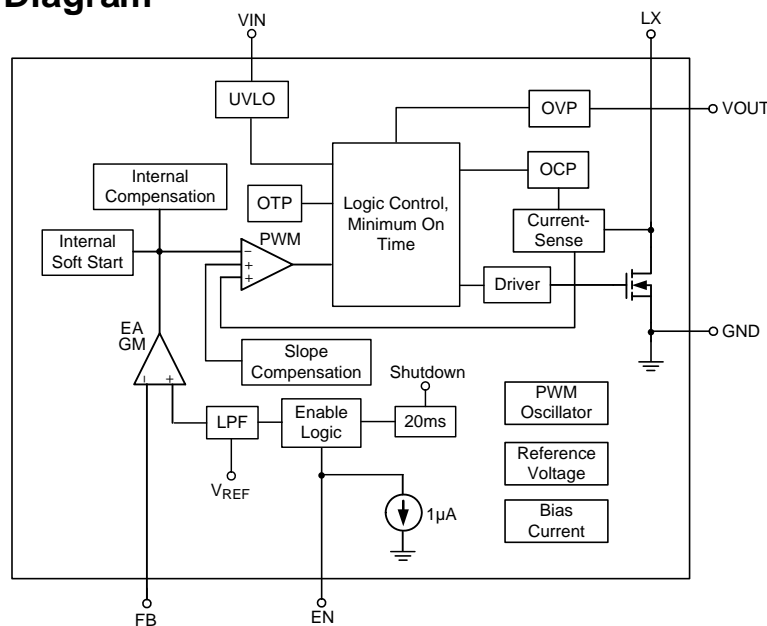 Diagram
VIN
LX
UVLO
OVP
VOUT
Internal
Compensation
OTP
Logic Control,
Minimum On
Time
OCP
Internal
Soft Start
PWM
Current-
Sense
−
+
+
Driver
EA
GM
GND
Slope
Compensation
Shutdown
− +
LPF
Enable
Logic
20ms
PWM
Oscillator
VREF
Reference
Voltage
1µA
Bias
Current
FB
EN